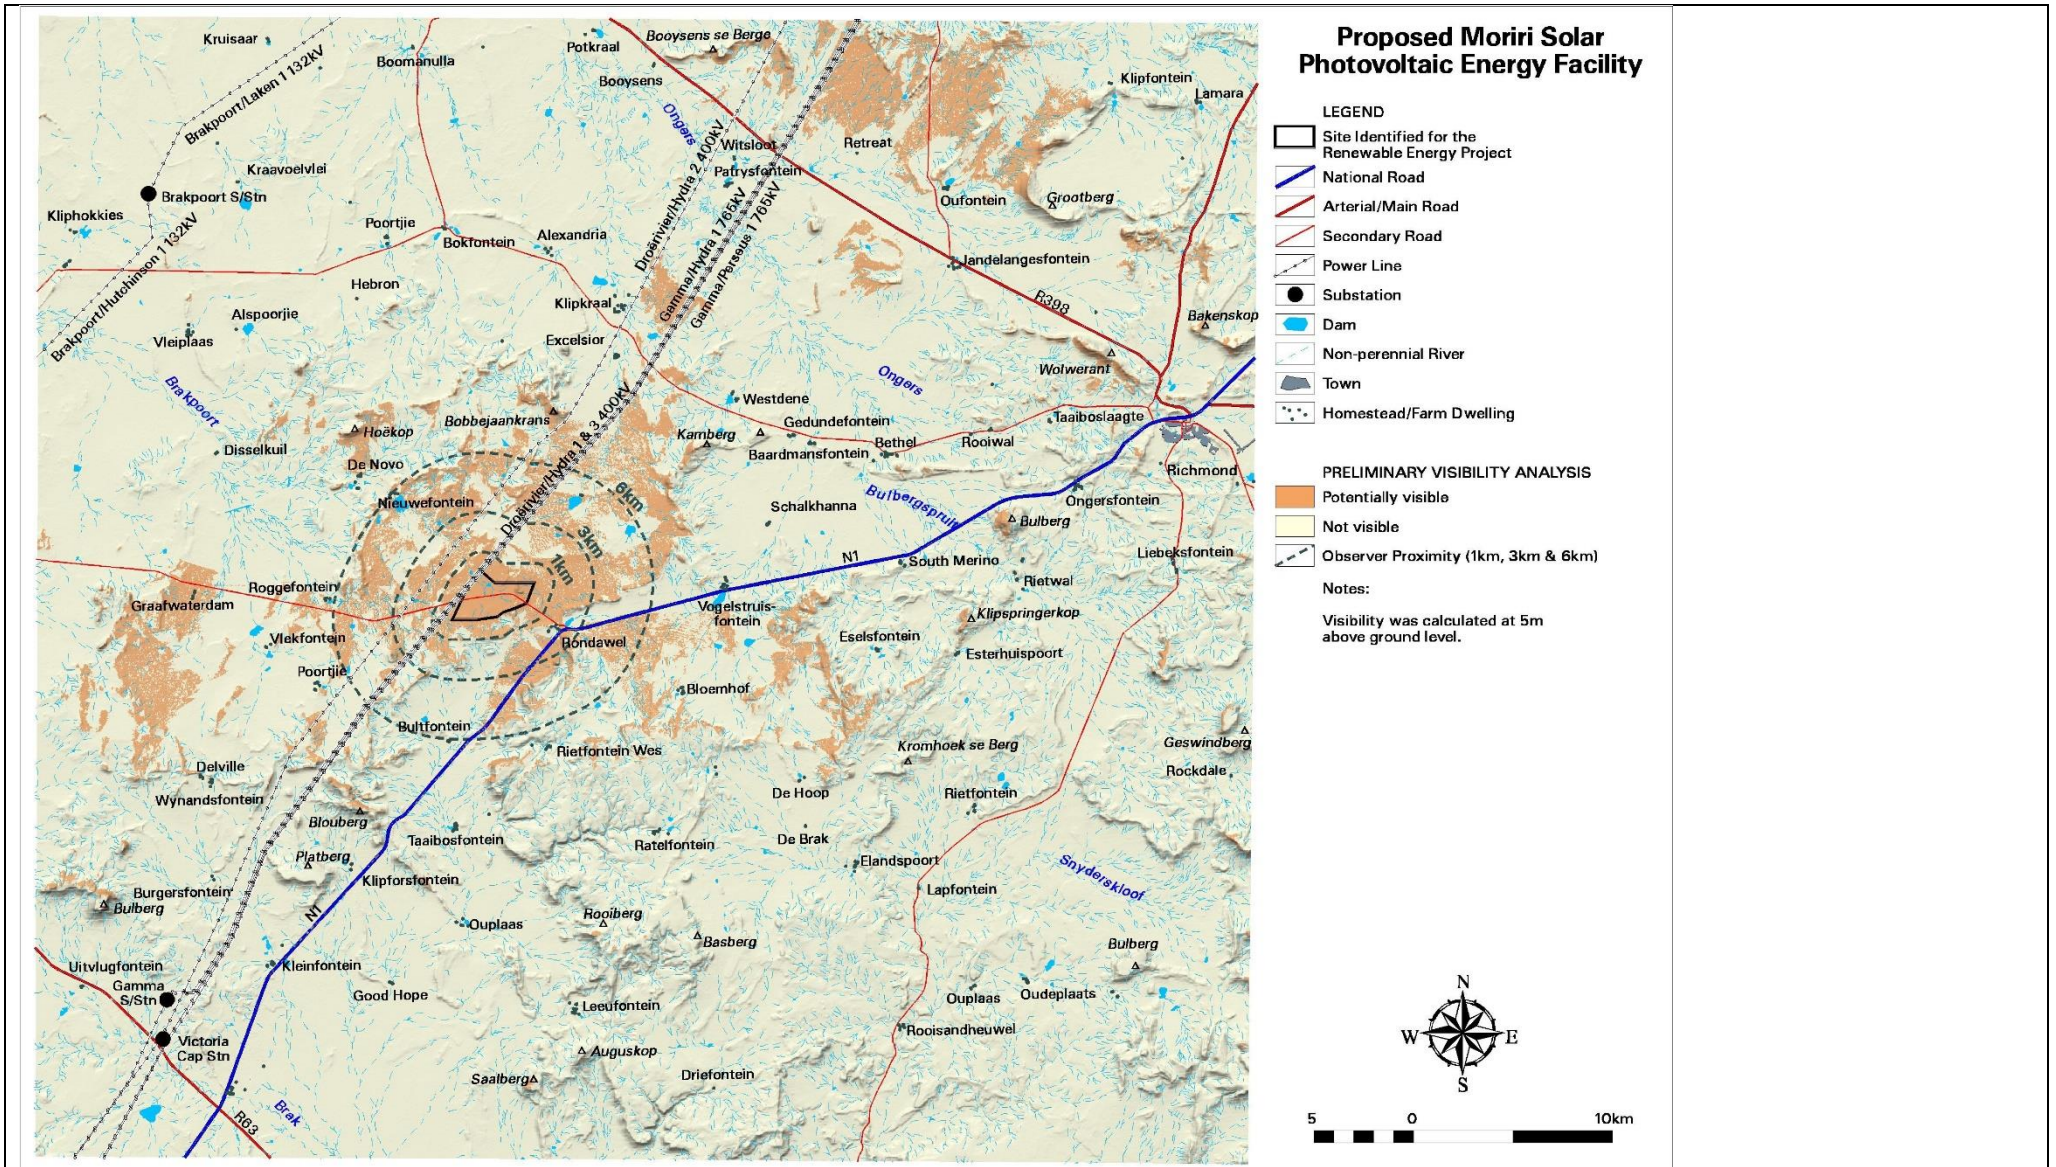 Proposed Moriri Solar
Photovoltaic Energy Facility
LEGEND
Site Identified for the
Renewable Energy Project
National Road
Arterial/Main Road
Secondary Road
Power Line
Substation
Dam
Non-perennial River
Town
Homestead/Farm Dwelling
PRELIMINARY VISIBILITY ANALYSIS
Potentially visible
Not visible
Observer Proximity (1km, 3km & 6km)
Notes:
Visibility was calculated at 5m
above ground level.
N
W
E
S
5
0
10km
Kruisaar
Brakpoort/Laken 1 132kV
Boomanulla
Potkraal
Booysens se Berge
Booysens
Klipfontein
Lamara
Ongers
Witsloot
Retreat
Patrysfontein
Kraavoelvlei
Brakpoort S/Stn
Kliphokkies
Brakpoort/Hutchinson 1 132kV
Poortjie
Bokfontein
Alexandria
Droërivier/Hydra 2 400kV
Gamma/Hydra 1 765kV
Gamma/Perseus 1 765kV
Oufontein
Grootberg
Jandelangesfontein
R398
Hebron
Klipkraal
Alspoorjie
Vleiplaas
Excelsior
Bakenskop
Wolwerant
Brakpoort
Ongers
Westdene
Droërivier/Hydra 1 & 3 400kV
Bobbejaankrans
Hoëkop
Gedundefontein
Kamberg
Bethel
Rooiwal
Taaiboslaagte
Baardmansfontein
Disselkuil
De Novo
Richmond
Nieuwefontein
6km
3km
1km
Schalkhanna
Bulbergspruit
Ongersfontein
Bulberg
N1
South Merino
Liebeksfontein
Rietwal
Roggefontein
Graafwaterdam
Vogelstruis-
fontein
Klipspringerkop
Vlekfontein
Rondawel
Eselsfontein
Esterhuispoort
Poortjie
Bloemhof
Bultfontein
Rietfontein Wes
Kromhoek se Berg
Geswindberg
Rockdale
Delville
Wynandsfontein
De Hoop
Rietfontein
Blouberg
Taaibosfontein
Ratelfontein
De Brak
Platberg
Elandspoort
Klipforsfontein
Snyderskloof
Burgersfontein
Bulberg
Lapfontein
N1
Ouplaas
Rooiberg
Basberg
Bulberg
Uitvlugfontein
Kleinfontein
Gamma
S/Stn
Good Hope
Leeufontein
Ouplaas
Oudeplaats
Rooisandheuwel
Victoria
Cap Stn
Auguskop
Saalberg
Driefontein
Brak
R63